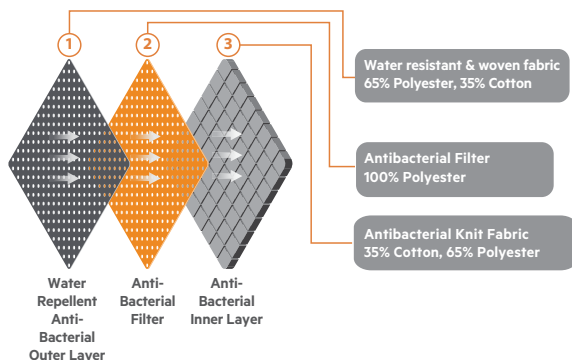 1
2
3
Water resistant & woven fabric
65% Polyester, 35% Cotton
Antibacterial Filter
100% Polyester
Antibacterial Knit Fabric
35% Cotton, 65% Polyester
Water
Repellent
Anti-
Bacterial
Outer Layer
Anti-
Bacterial
Filter
Anti-
Bacterial
Inner Layer